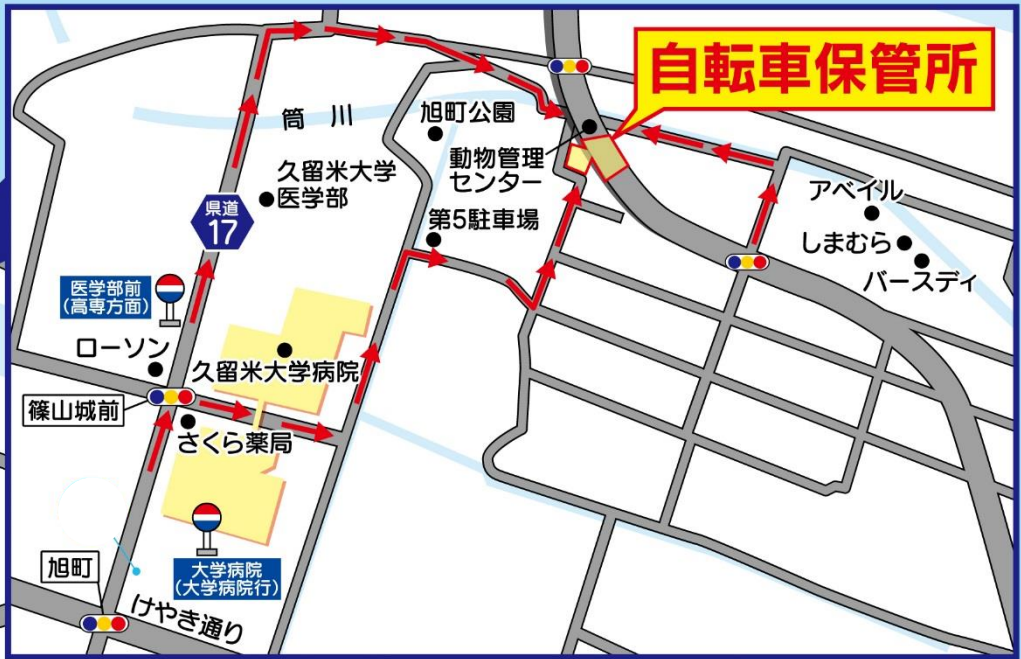 自転車保管所
筒川
旭町公園
動物管理
センター
久留米大学
医学部
アベイル
県道
17
第5駐車場
しまむら
バースディ
医学部前
(高専方面)
ローソン
久留米大学病院
篠山城前
さくら薬局
旭町
大学病院
(大学病院行)
けやき通り